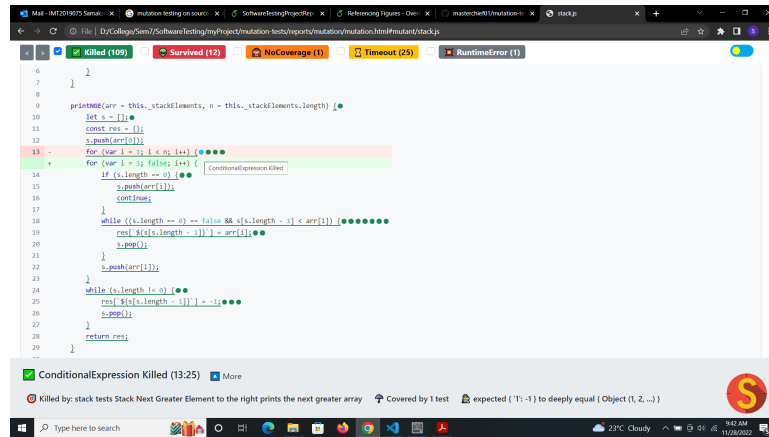 Mail - IMT2019075 Samaks
mutation testing on source
SoftwareTestingProjectRepo
Referencing Figures - Over
masterchief01/mutation-te
stack.js
File | D:/College/Sem7/SoftwareTesting/myProject/mutation-tests/reports/mutation/mutation.html#mutant/stack.js
< > Killed (109) Survived (12) NoCoverage (1) Timeout (25) RuntimeError (1)
6 }
7 }
8
9 printNGE(arr = this._stackElements, n = this._stackElements.length) {
10 let s = [];
11 const res = {};
12 s.push(arr[0]);
13 - for (var i = 1; i < n; i++) {
+ for (var i = 1; false; i++) {
ConditionalExpression Killed
14 if (s.length == 0) {
15 s.push(arr[i]);
16 continue;
17 }
18 while ((s.length == 0) == false && s[s.length - 1] < arr[i]) {
19 res[`${s[s.length - 1]}`] = arr[i];
20 s.pop();
21 }
22 s.push(arr[i]);
23 }
24 while (s.length != 0) {
25 res[`${s[s.length - 1]}`] = -1;
26 s.pop();
27 }
28 return res;
29 }
ConditionalExpression Killed (13:25) More
Killed by: stack tests Stack Next Greater Element to the right prints the next greater array Covered by 1 test expected { '1': -1 } to deeply equal { Object (1, 2, ...) }
Type here to search
23°C Cloudy
9:42 AM
11/28/2022